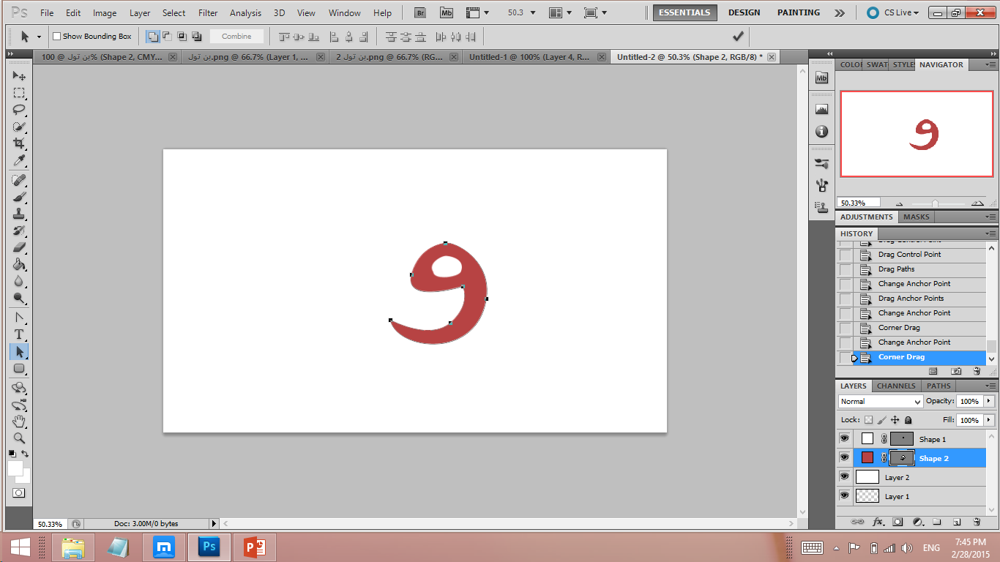 Ps File Edit Image Layer Select Filter Analysis 3D View Window Help Br Mb 50.3 ESSENTIALS DESIGN PAINTING CS Live
Show Bounding Box Combine
بن تول @ 100% (Shape 2, CMY...
بن تول.png @ 66.7% (Layer 1, ...
بن تول 2.png @ 66.7% (RG...
Untitled-1 @ 100% (Layer 4, R...
Untitled-2 @ 50.3% (Shape 2, RGB/8) *
COLO SWAT STYLE NAVIGATOR
Mb
و
50.33%
ADJUSTMENTS MASKS
HISTORY
Drag Control Point
Drag Control Point
Drag Paths
Change Anchor Point
Drag Anchor Points
Change Anchor Point
Corner Drag
Change Anchor Point
Corner Drag
LAYERS CHANNELS PATHS
Normal Opacity: 100%
Lock: Fill: 100%
Shape 1
Shape 2
Layer 2
Layer 1
fx
50.33% Doc: 3.00M/0 bytes
Ps ENG
7:45 PM
2/28/2015